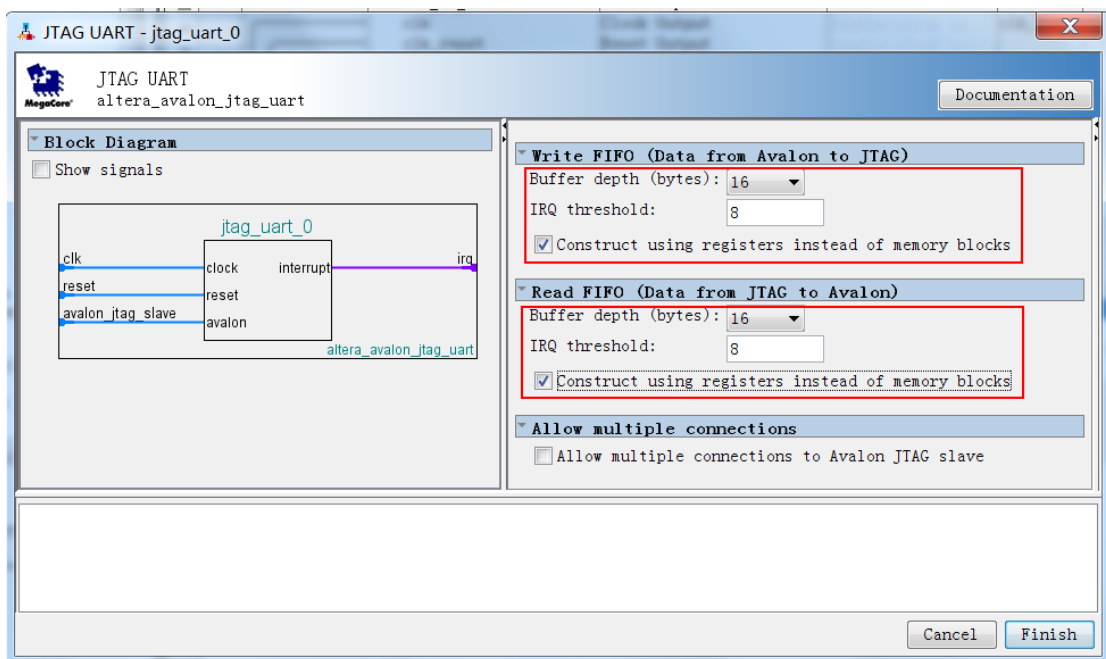 JTAG UART - jtag_uart_0
JTAG UART
MegaCore®
altera_avalon_jtag_uart
Documentation
Block Diagram
Show signals
jtag_uart_0
clk
clock
interrupt
irq
reset
reset
avalon_jtag_slave
avalon
altera_avalon_jtag_uart
Write FIFO (Data from Avalon to JTAG)
Buffer depth (bytes): 16
IRQ threshold: 8
Construct using registers instead of memory blocks
Read FIFO (Data from JTAG to Avalon)
Buffer depth (bytes): 16
IRQ threshold: 8
Construct using registers instead of memory blocks
Allow multiple connections
Allow multiple connections to Avalon JTAG slave
Cancel
Finish